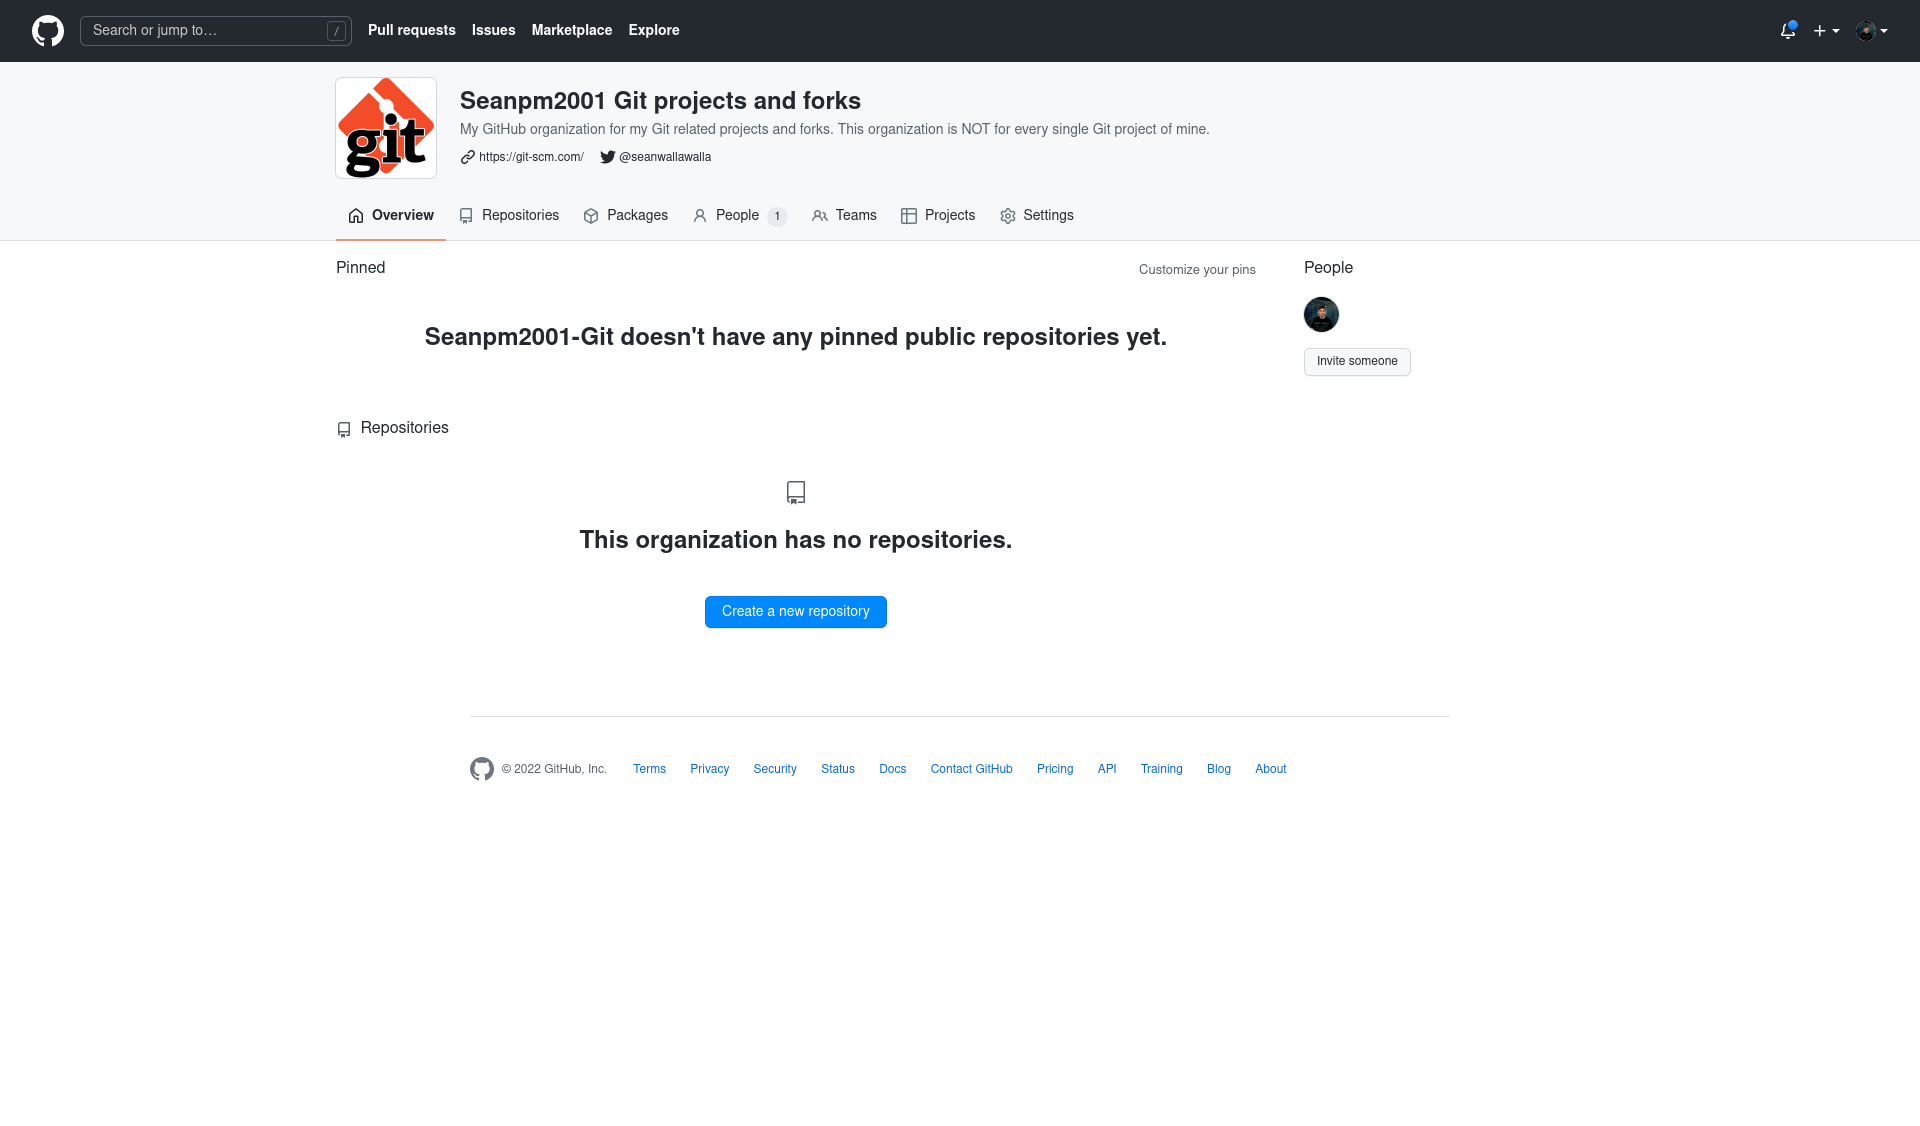 Search or jump to… /
Pull requests Issues Marketplace Explore
git
Seanpm2001 Git projects and forks
My GitHub organization for my Git related projects and forks. This organization is NOT for every single Git project of mine.
https://git-scm.com/ @seanwallawalla
Overview Repositories Packages People 1 Teams Projects Settings
Pinned Customize your pins
People
Seanpm2001-Git doesn't have any pinned public repositories yet.
Invite someone
Repositories
This organization has no repositories.
Create a new repository
© 2022 GitHub, Inc. Terms Privacy Security Status Docs Contact GitHub Pricing API Training Blog About